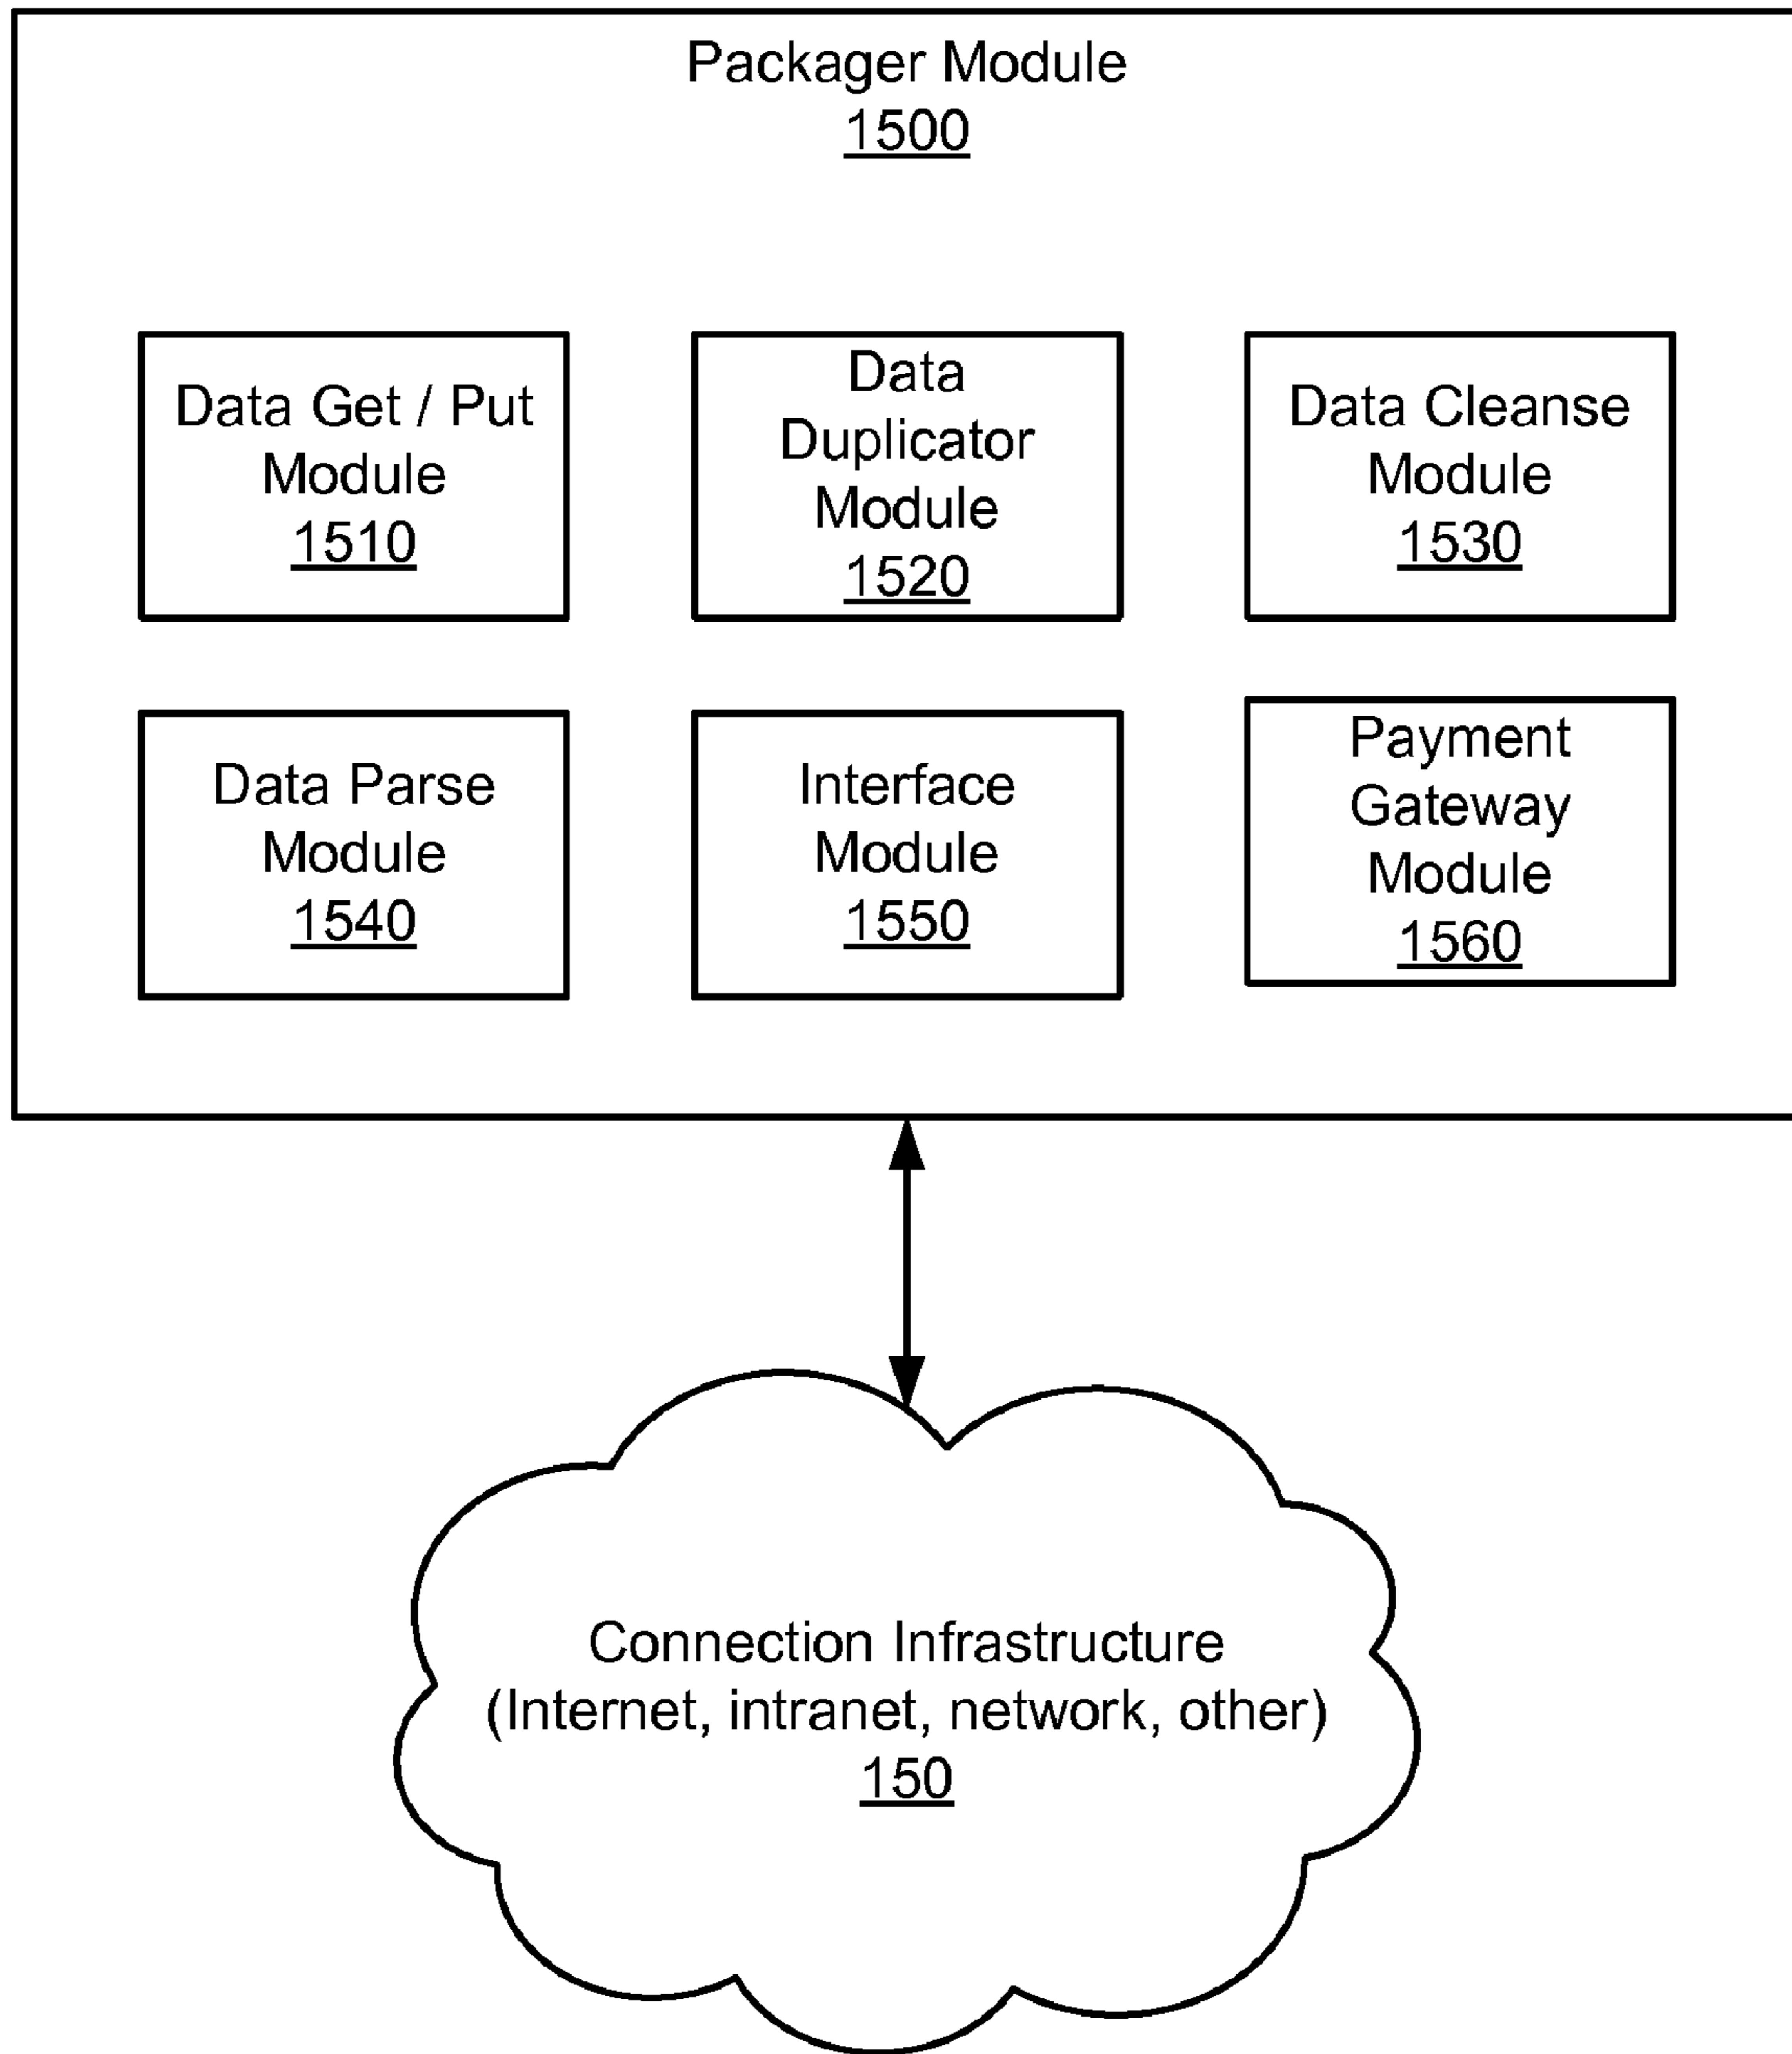 Packager Module
1500
Data Get / Put
Module
1510
Data
Duplicator
Module
1520
Data Cleanse
Module
1530
Data Parse
Module
1540
Interface
Module
1550
Payment
Gateway
Module
1560
Connection Infrastructure
(Internet, intranet, network, other)
150